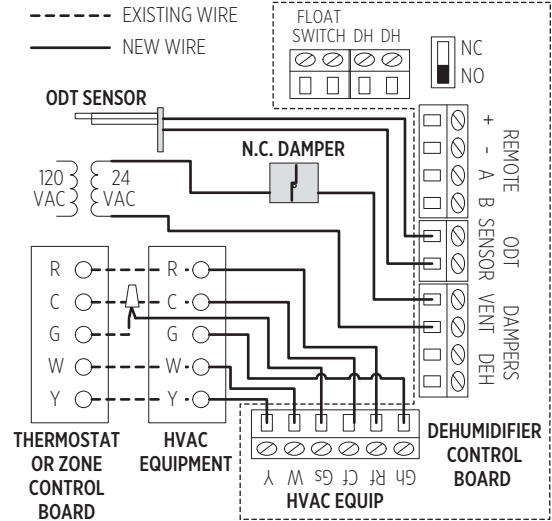 EXISTING WIRE
NEW WIRE
FLOAT
SWITCH DH DH
NC
NO
ODT SENSOR
N.C. DAMPER
120
VAC
24
VAC
+ - A B
REMOTE
ODT
SENSOR
VENT DEH
DAMPERS
R R
C C
G G
W W
Y Y
THERMOSTAT
OR ZONE
CONTROL
BOARD
HVAC
EQUIPMENT
Y W Gs Cf Rf Gh
HVAC EQUIP
DEHUMIDIFIER
CONTROL
BOARD